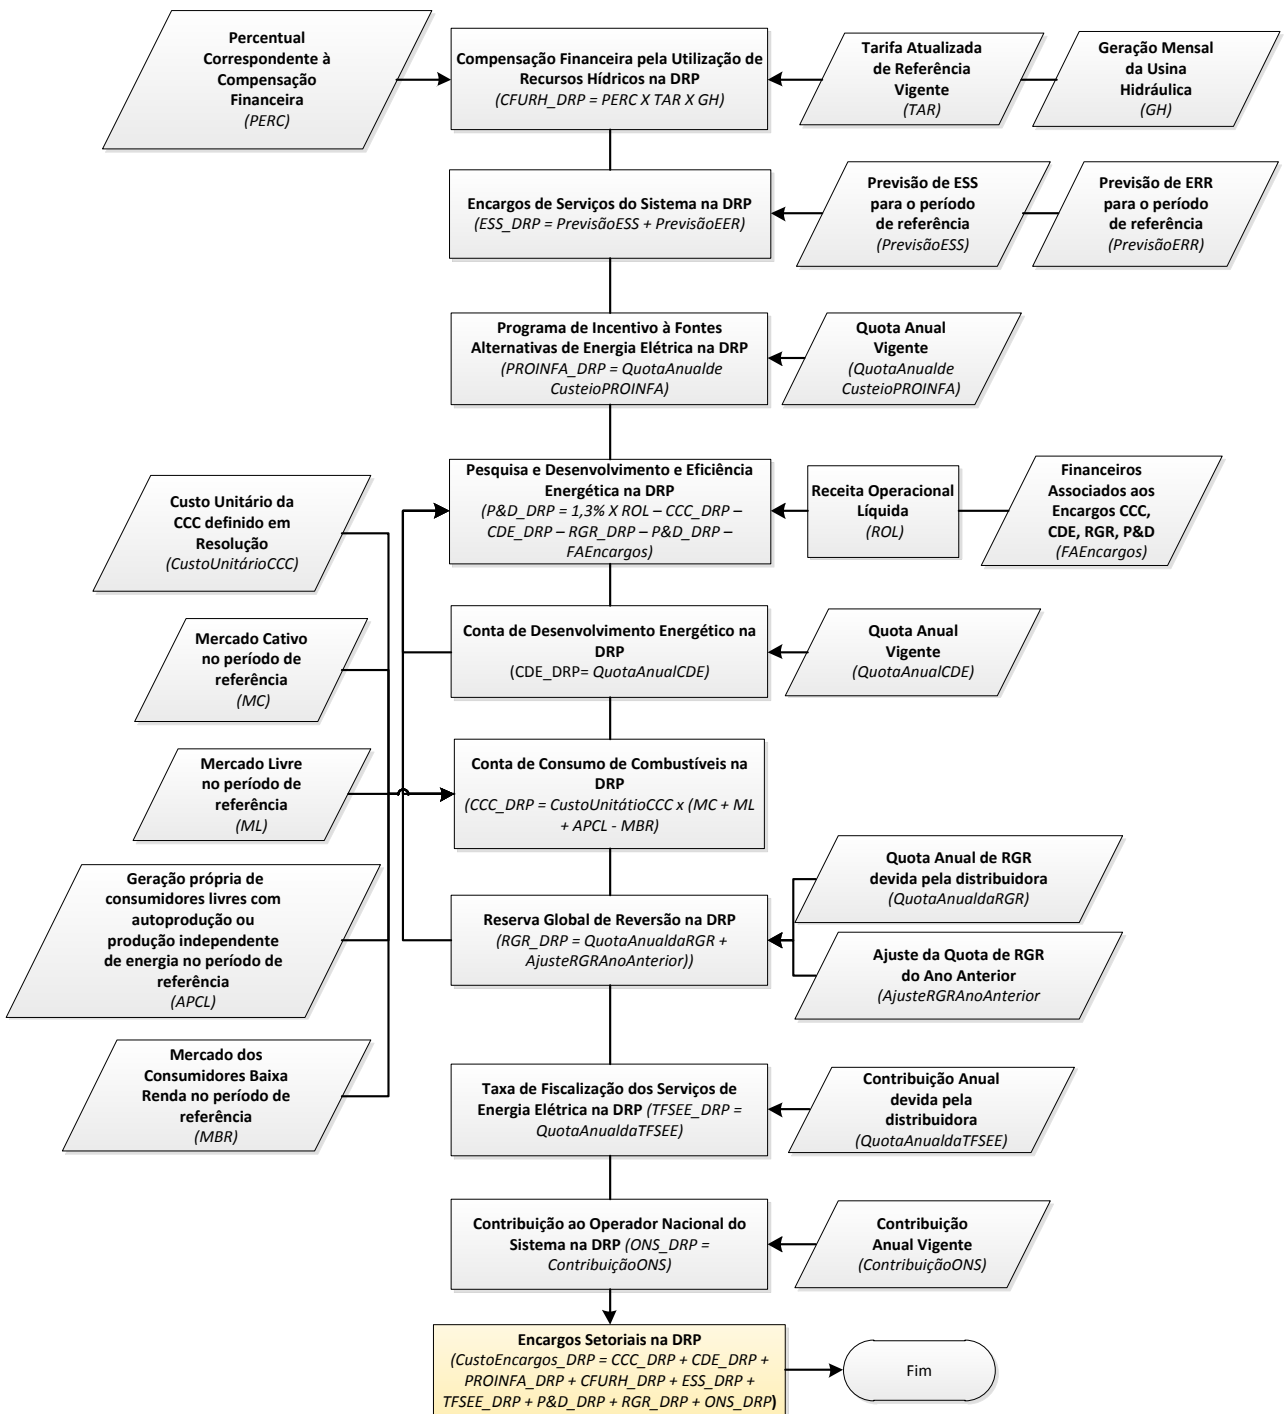 Percentual
Correspondente à
Compensação
Financeira
(PERC)
Compensação Financeira pela Utilização de
Recursos Hídricos na DRP
(CFURH_DRP = PERC X TAR X GH)
Tarifa Atualizada
de Referência
Vigente
(TAR)
Geração Mensal
da Usina
Hidráulica
(GH)
Encargos de Serviços do Sistema na DRP
(ESS_DRP = PrevisãoESS + PrevisãoEER)
Previsão de ESS
para o período
de referência
(PrevisãoESS)
Previsão de ERR
para o período
de referência
(PrevisãoERR)
Programa de Incentivo à Fontes
Alternativas de Energia Elétrica na DRP
(PROINFA_DRP = QuotaAnualde
CusteioPROINFA)
Quota Anual
Vigente
(QuotaAnualde
CusteioPROINFA)
Pesquisa e Desenvolvimento e Eficiência
Energética na DRP
(P&D_DRP = 1,3% X ROL – CCC_DRP –
CDE_DRP – RGR_DRP – P&D_DRP –
FAEncargos)
Receita Operacional
Líquida
(ROL)
Financeiros
Associados aos
Encargos CCC,
CDE, RGR, P&D
(FAEncargos)
Custo Unitário da
CCC definido em
Resolução
(CustoUnitárioCCC)
Mercado Cativo
no período de
referência
(MC)
Conta de Desenvolvimento Energético na
DRP
(CDE_DRP= QuotaAnualCDE)
Quota Anual
Vigente
(QuotaAnualCDE)
Mercado Livre
no período de
referência
(ML)
Conta de Consumo de Combustíveis na
DRP
(CCC_DRP = CustoUnitátioCCC x (MC + ML
+ APCL - MBR)
Geração própria de
consumidores livres com
autoprodução ou
produção independente
de energia no período de
referência
(APCL)
Reserva Global de Reversão na DRP
(RGR_DRP = QuotaAnualdaRGR +
AjusteRGRAnoAnterior))
Quota Anual de RGR
devida pela distribuidora
(QuotaAnualdaRGR)
Ajuste da Quota de RGR
do Ano Anterior
(AjusteRGRAnoAnterior
Mercado dos
Consumidores Baixa
Renda no período de
referência
(MBR)
Taxa de Fiscalização dos Serviços de
Energia Elétrica na DRP (TFSEE_DRP =
QuotaAnualdaTFSEE)
Contribuição Anual
devida pela
distribuidora
(QuotaAnualdaTFSEE)
Contribuição ao Operador Nacional do
Sistema na DRP (ONS_DRP =
ContribuiçãoONS)
Contribuição
Anual Vigente
(ContribuiçãoONS)
Encargos Setoriais na DRP
(CustoEncargos_DRP = CCC_DRP + CDE_DRP +
PROINFA_DRP + CFURH_DRP + ESS_DRP +
TFSEE_DRP + P&D_DRP + RGR_DRP + ONS_DRP)
Fim